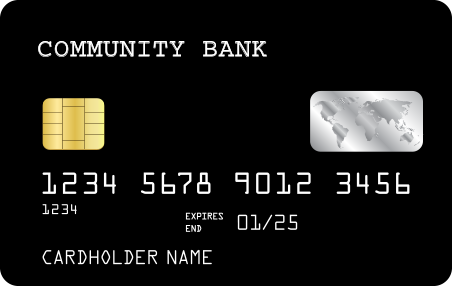 COMMUNITY BANK
1234 5678 9012 3456
1234
EXPIRES END 01/25
CARDHOLDER NAME